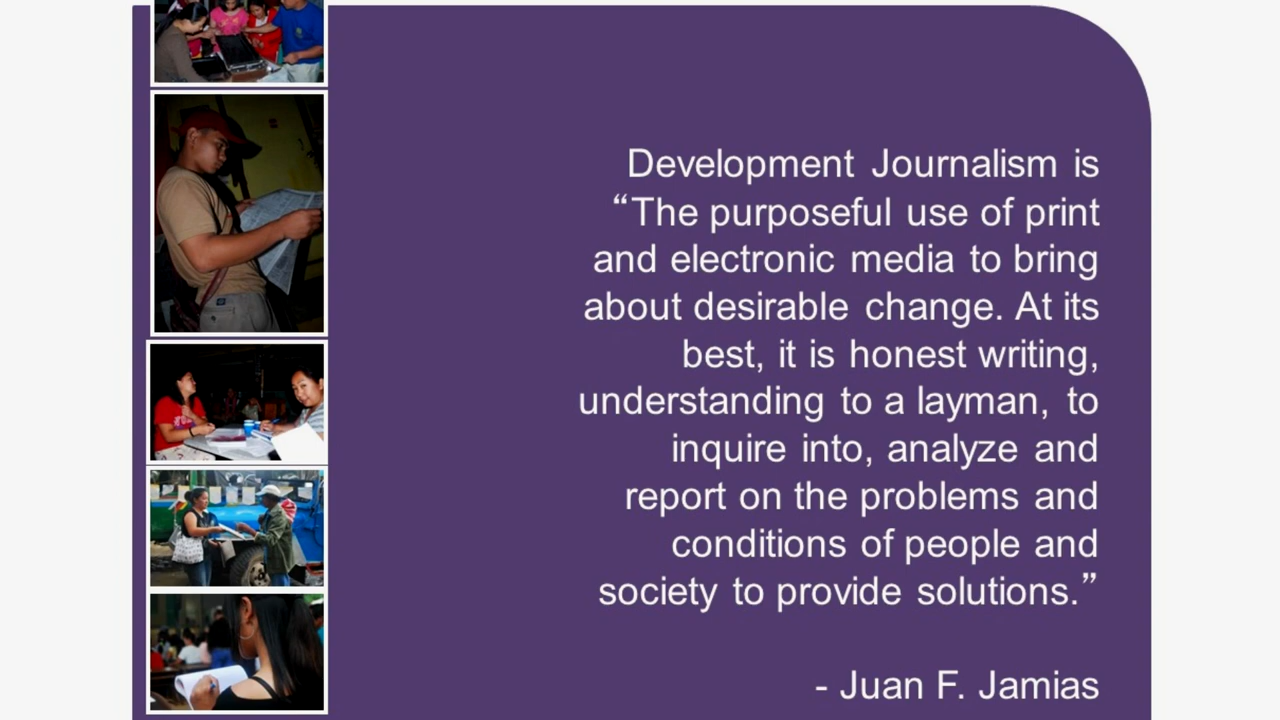 Development Journalism is
“The purposeful use of print
and electronic media to bring
about desirable change. At its
best, it is honest writing,
understanding to a layman, to
inquire into, analyze and
report on the problems and
conditions of people and
society to provide solutions.”
- Juan F. Jamias